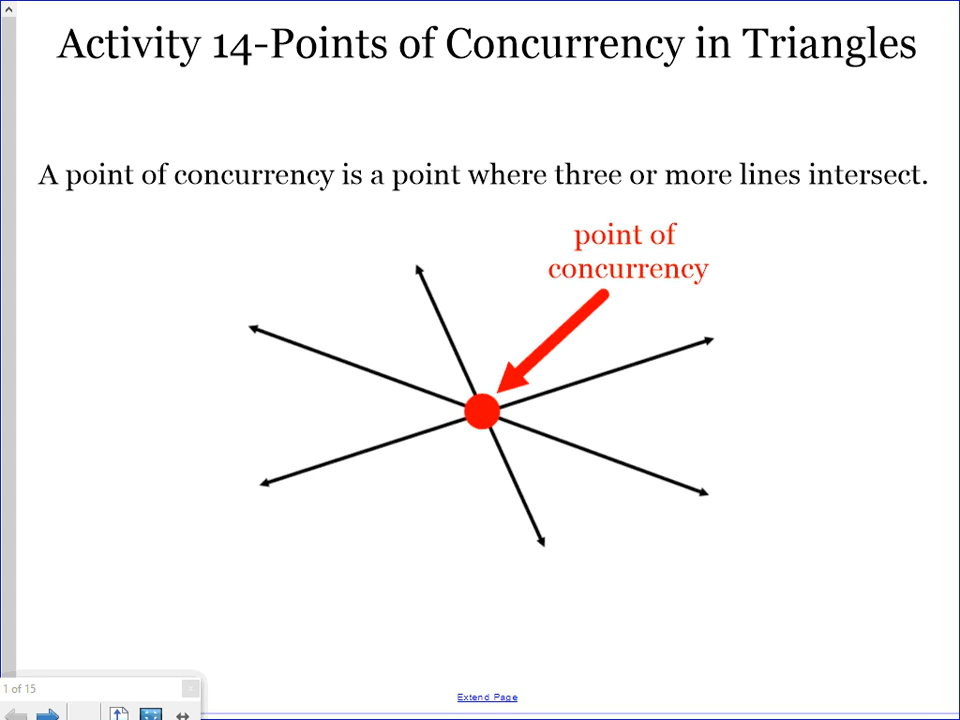 Activity 14-Points of Concurrency in Triangles
A point of concurrency is a point where three or more lines intersect.
point of
concurrency
1 of 15
Extend Page